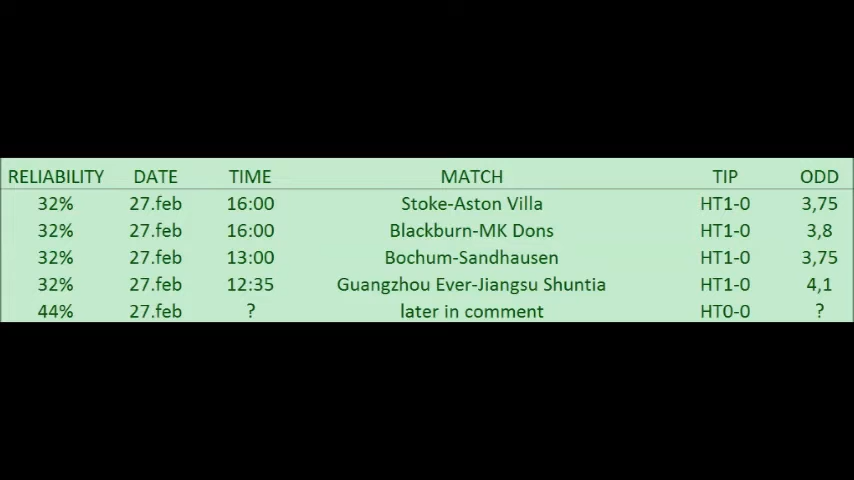 RELIABILITY DATE TIME MATCH TIP ODD
32% 27.feb 16:00 Stoke-Aston Villa HT1-0 3,75
32% 27.feb 16:00 Blackburn-MK Dons HT1-0 3,8
32% 27.feb 13:00 Bochum-Sandhausen HT1-0 3,75
32% 27.feb 12:35 Guangzhou Ever-Jiangsu Shuntia HT1-0 4,1
44% 27.feb ? later in comment HT0-0 ?